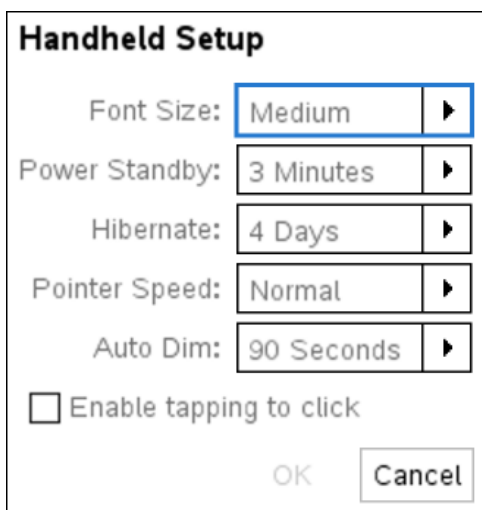 Handheld Setup
Font Size: Medium
Power Standby: 3 Minutes
Hibernate: 4 Days
Pointer Speed: Normal
Auto Dim: 90 Seconds
Enable tapping to click
OK Cancel